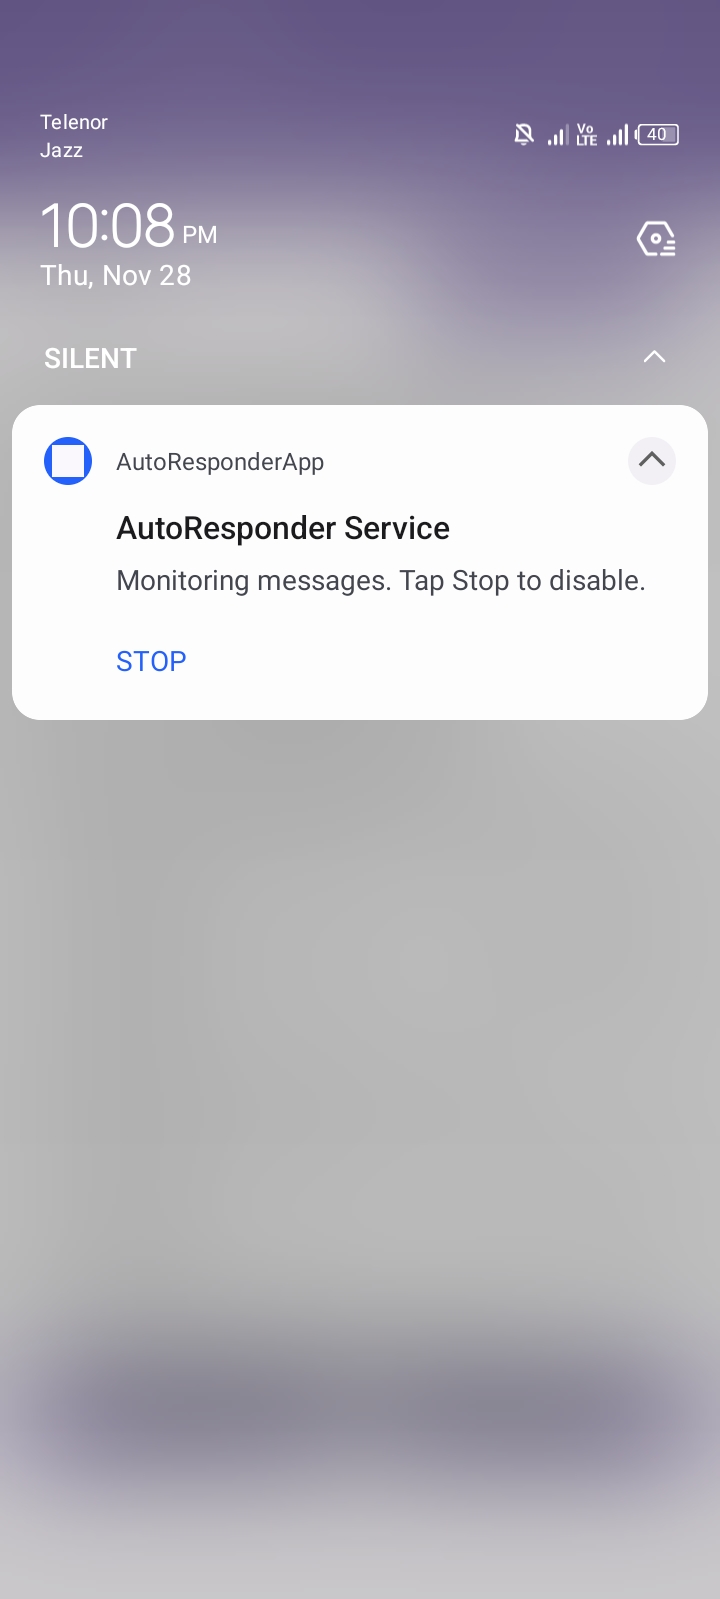 Telenor
Jazz
Vo
LTE
40
10:08 PM
Thu, Nov 28
SILENT
AutoResponderApp
AutoResponder Service
Monitoring messages. Tap Stop to disable.
STOP